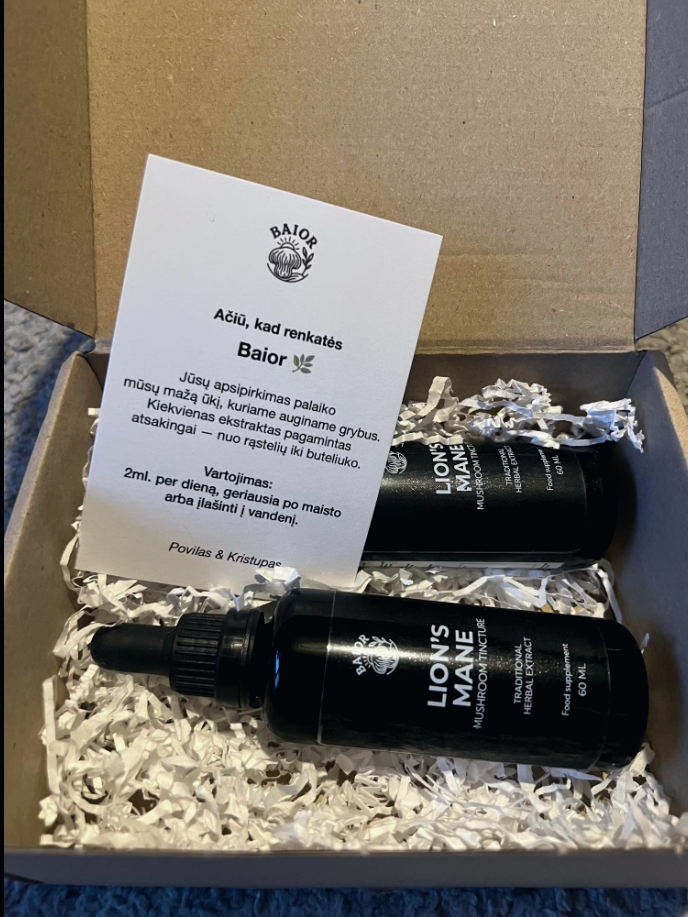 BAIOR
Ačiū, kad renkatės
Baior
Jūsų apsipirkimas palaiko
mūsų mažą ūkį, kuriame auginame grybus.
Kiekvienas ekstraktas pagamintas
atsakingai — nuo rąstelių iki buteliuko.
Vartojimas:
2ml. per dieną, geriausia po maisto
arba įlašinti į vandenį.
Povilas & Kristupas
LION'S
MANE
MUSHROOM TINCTURE
TRADITIONAL
HERBAL EXTRACT
Food supplement
60 ML
BAIOR
LION'S
MANE
MUSHROOM TINCTURE
TRADITIONAL
HERBAL EXTRACT
Food supplement
60 ML